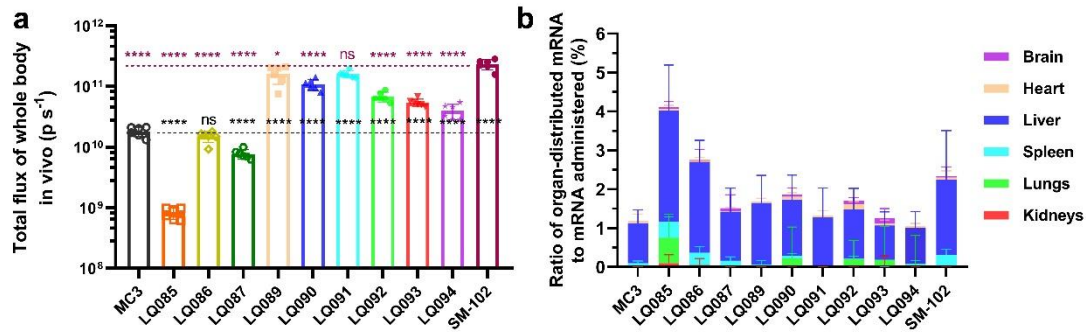 a
Total flux of whole body
in vivo (p s⁻¹)
10¹²
10¹¹
10¹⁰
10⁹
10⁸
**** **** **** **** * **** ns **** **** ****
ns **** **** **** **** **** **** **** ****
MC3 LQ085 LQ086 LQ087 LQ089 LQ090 LQ091 LQ092 LQ093 LQ094 SM-102
b
Ratio of organ-distributed mRNA
to mRNA administered (%)
6
5
4
3
2
1
0
MC3 LQ085 LQ086 LQ087 LQ089 LQ090 LQ091 LQ092 LQ093 LQ094 SM-102
Brain
Heart
Liver
Spleen
Lungs
Kidneys